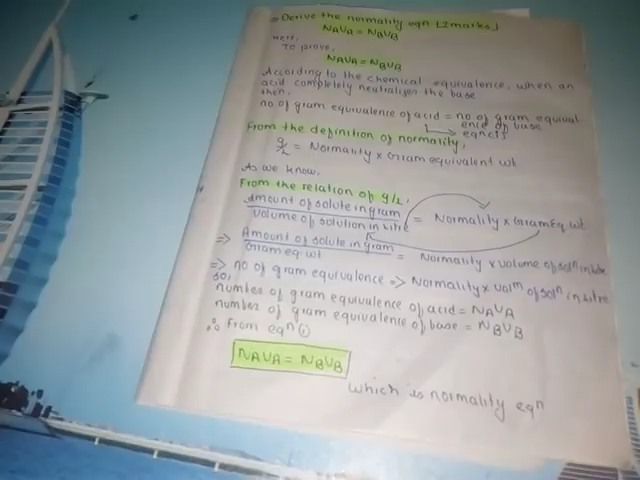 ⇒ Derive the normality eqn [2marks]
NAVA = NBVB
Here,
To prove,
NAVA = NBVB
According to the chemical equivalence, when an
acid completely neutralizes the base
then,
no of gram equivalence of acid = no of gram equival
ence of base
eqn(i)
From the definition of normality,
g/L = Normality x Gram equivalent wt
As we know,
From the relation of g/L,
Amount of solute in gram
Volume of solution in litre = Normality x Gram Eq. wt
⇒ Amount of solute in gram
Gram eq. wt = Normality x volume of solⁿ in litre
⇒ no of gram equivalence ⇒ Normality x volᵐ of solⁿ in litre
so,
number of gram equivalence of acid = NAVA
number of gram equivalence of base = NBVB
∴ From eqn(i)
NAVA = NBVB
which is normality eqⁿ